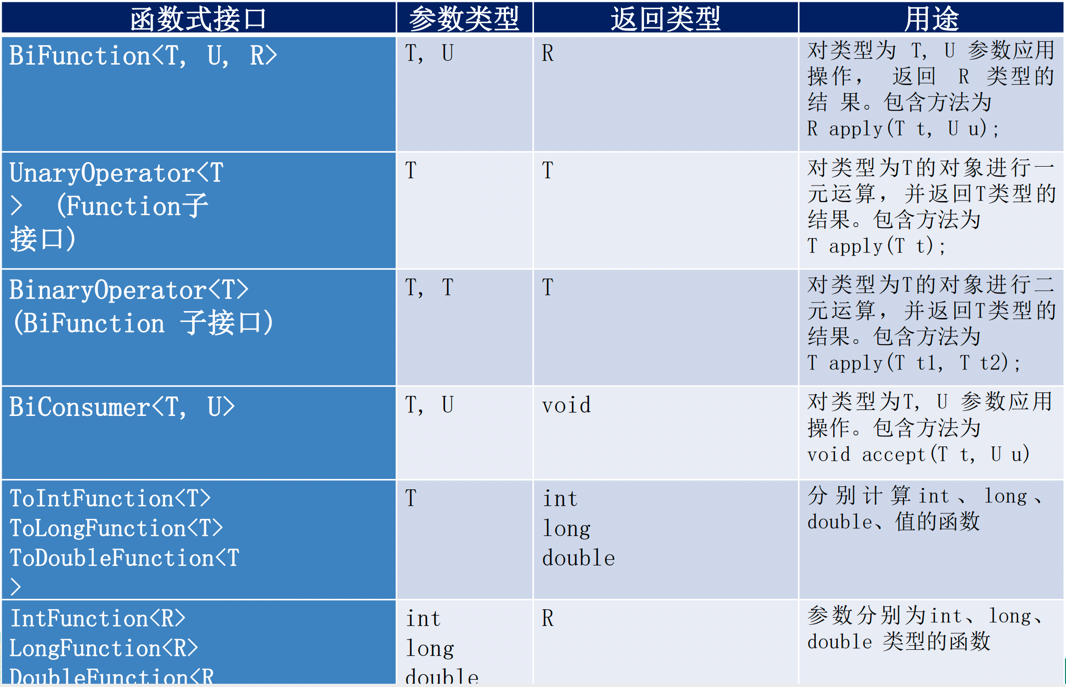 函数式接口 参数类型 返回类型 用途
BiFunction<T, U, R>
T, U
R
对类型为 T, U 参数应用
操作， 返回 R 类型的
结 果。包含方法为
R apply(T t, U u);
UnaryOperator<T
> (Function子
接口)
T
T
对类型为T的对象进行一
元运算，并返回T类型的
结果。包含方法为
T apply(T t);
BinaryOperator<T>
(BiFunction 子接口)
T, T
T
对类型为T的对象进行二
元运算，并返回T类型的
结果。包含方法为
T apply(T t1, T t2);
BiConsumer<T, U>
T, U
void
对类型为T, U 参数应用
操作。包含方法为
void accept(T t, U u)
ToIntFunction<T>
ToLongFunction<T>
ToDoubleFunction<T
>
T
int
long
double
分别计算int、long、
double、值的函数
IntFunction<R>
LongFunction<R>
DoubleFunction<R
int
long
double
R
参数分别为int、long、
double 类型的函数